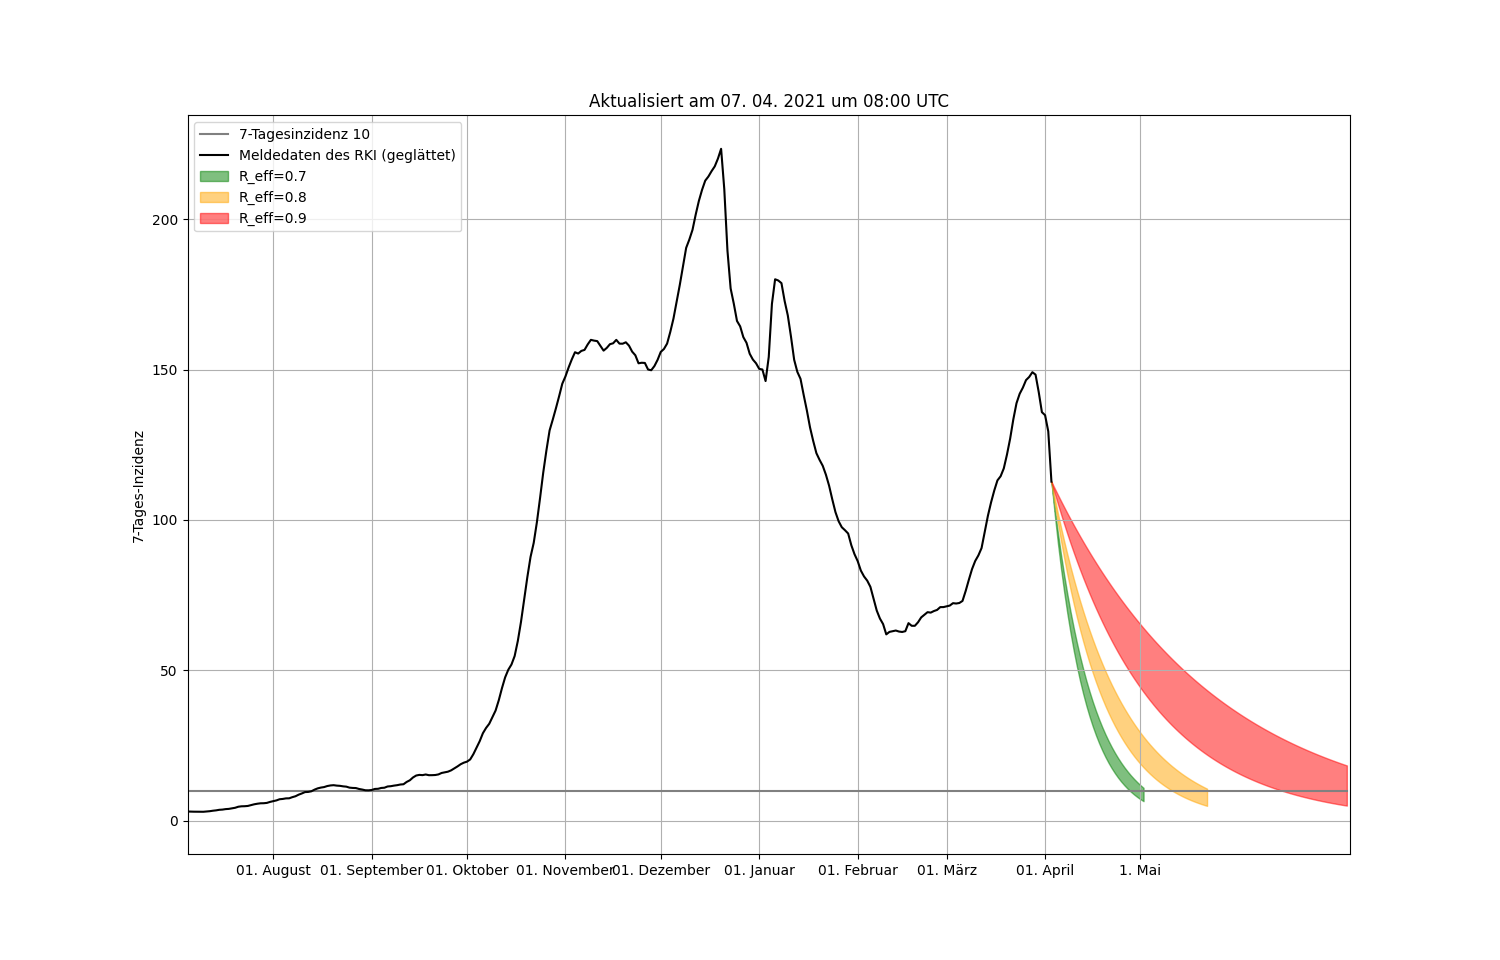 Aktualisiert am 07. 04. 2021 um 08:00 UTC
7-Tagesinzidenz 10
Meldedaten des RKI (geglättet)
R_eff=0.7
R_eff=0.8
R_eff=0.9
7-Tages-Inzidenz
200
150
100
50
0
01. August 01. September 01. Oktober 01. November 01. Dezember 01. Januar 01. Februar 01. März 01. April 1. Mai